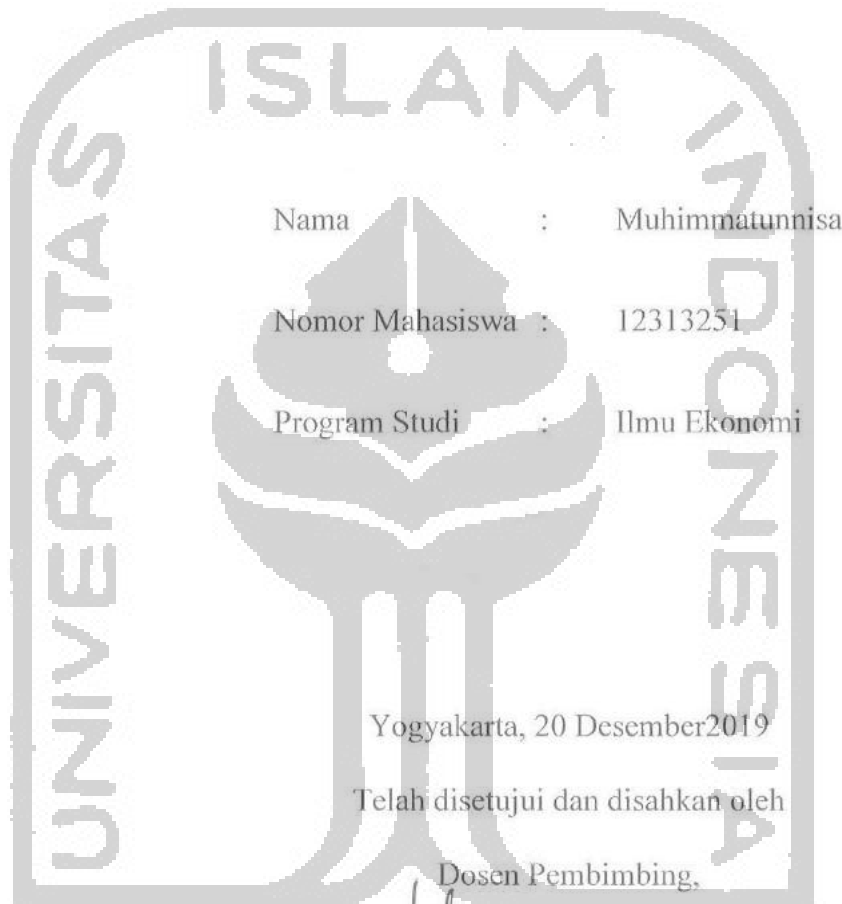 ISLAM
UNIVERSITAS
INDONESIA
Nama : Muhimmatunnisa
Nomor Mahasiswa : 12313251
Program Studi : Ilmu Ekonomi
Yogyakarta, 20 Desember2019
Telah disetujui dan disahkan oleh
Dosen Pembimbing,